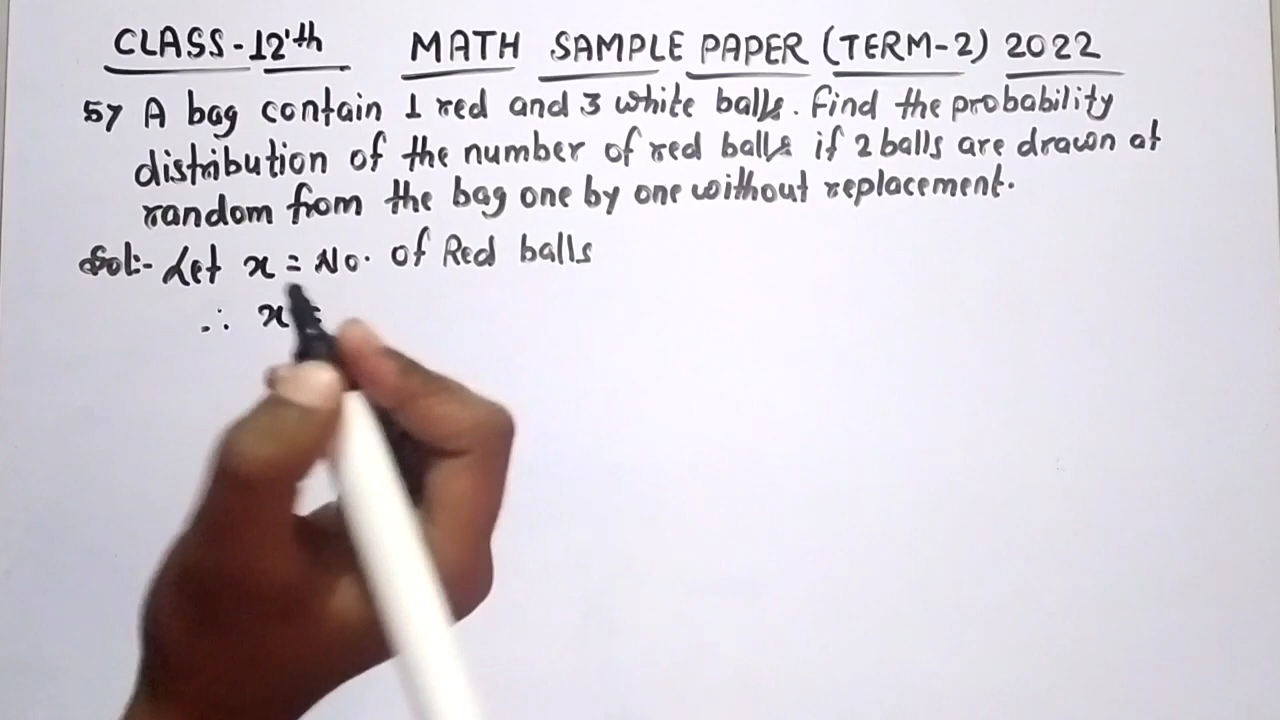 CLASS-12'th MATH SAMPLE PAPER (TERM-2) 2022
5> A bag contain 1 red and 3 white balls. Find the probability
distribution of the number of red balls if 2 balls are drawn at
random from the bag one by one without replacement.
Sol:- Let x = No. of Red balls
∴ x =